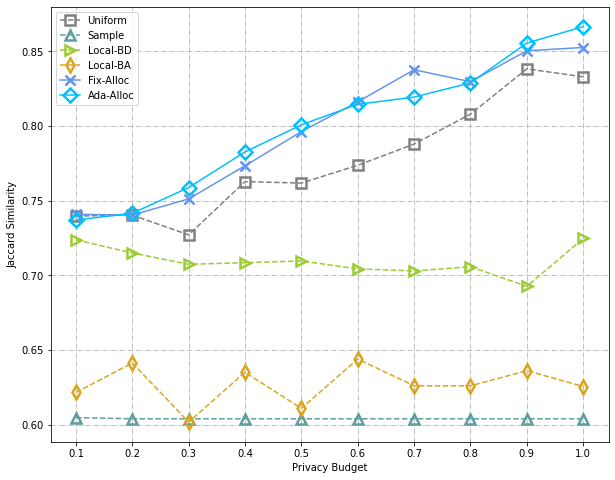 Uniform
Sample
Local-BD
Local-BA
Fix-Alloc
Ada-Alloc
0.85
0.80
0.75
0.70
0.65
0.60
Jaccard Similarity
0.1 0.2 0.3 0.4 0.5 0.6 0.7 0.8 0.9 1.0
Privacy Budget